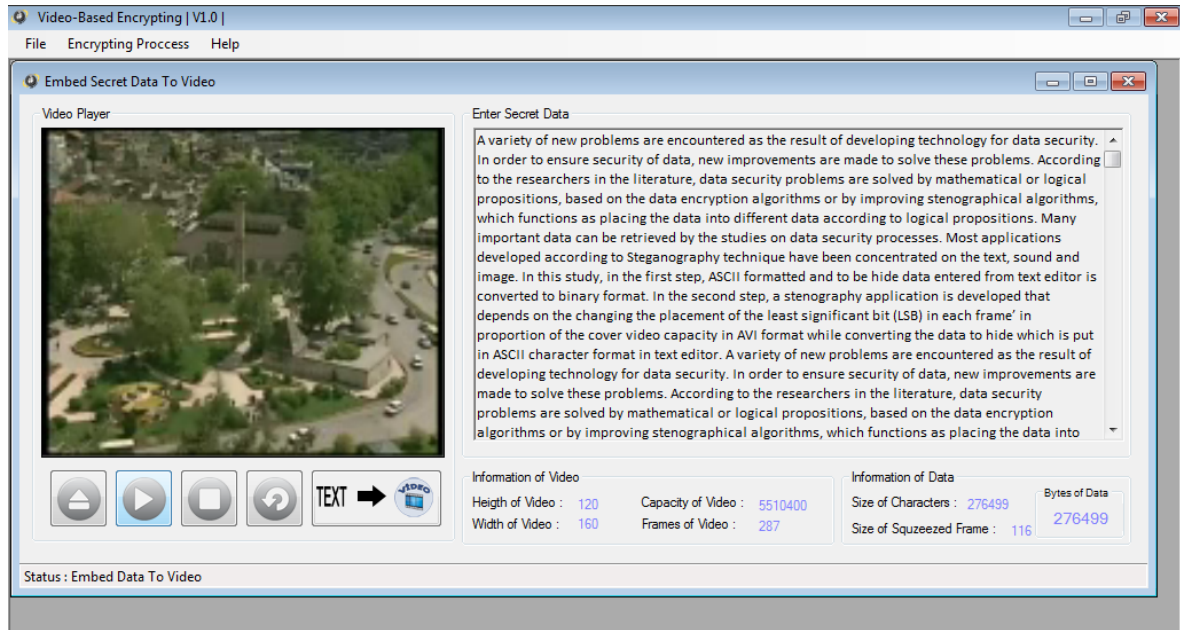 Video-Based Encrypting | V1.0 |
File Encrypting Proccess Help
Embed Secret Data To Video
Video Player
Enter Secret Data
A variety of new problems are encountered as the result of developing technology for data security.
In order to ensure security of data, new improvements are made to solve these problems. According
to the researchers in the literature, data security problems are solved by mathematical or logical
propositions, based on the data encryption algorithms or by improving stenographical algorithms,
which functions as placing the data into different data according to logical propositions. Many
important data can be retrieved by the studies on data security processes. Most applications
developed according to Steganography technique have been concentrated on the text, sound and
image. In this study, in the first step, ASCII formatted and to be hide data entered from text editor is
converted to binary format. In the second step, a stenography application is developed that
depends on the changing the placement of the least significant bit (LSB) in each frame’ in
proportion of the cover video capacity in AVI format while converting the data to hide which is put
in ASCII character format in text editor. A variety of new problems are encountered as the result of
developing technology for data security. In order to ensure security of data, new improvements are
made to solve these problems. According to the researchers in the literature, data security
problems are solved by mathematical or logical propositions, based on the data encryption
algorithms or by improving stenographical algorithms, which functions as placing the data into
TEXT
VİDEO
Information of Video
Heigth of Video : 120
Capacity of Video : 5510400
Width of Video : 160
Frames of Video : 287
Information of Data
Size of Characters : 276499
Size of Squzeezed Frame : 116
Bytes of Data
276499
Status : Embed Data To Video